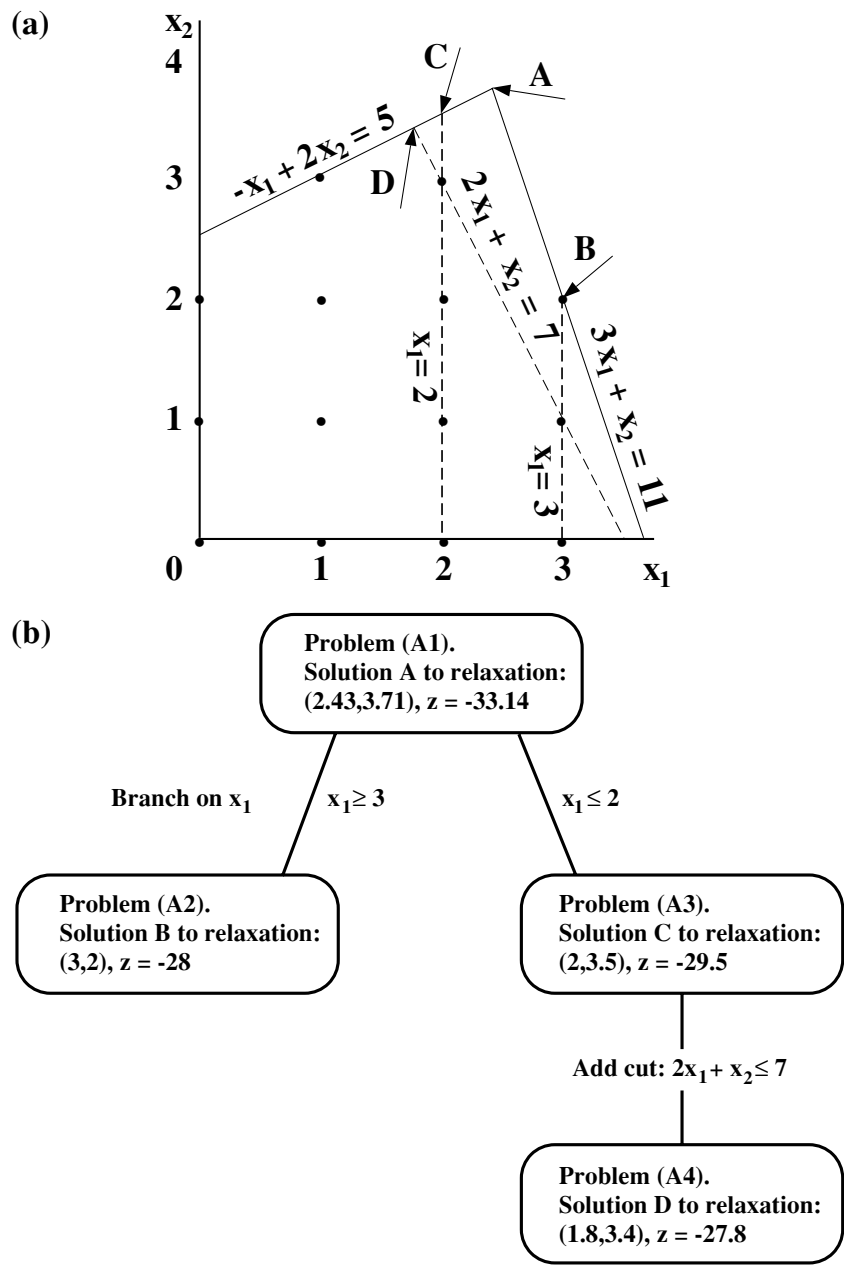 (a)
x2
4
C
A
-x1 + 2x2 = 5
3
D
2x1 + x2 = 7
B
2
x1= 2
3x1 + x2 = 11
1
x1= 3
0
1
2
3
x1
(b)
Problem (A1).
Solution A to relaxation:
(2.43,3.71), z = -33.14
Branch on x1
x1≥ 3
x1≤ 2
Problem (A2).
Solution B to relaxation:
(3,2), z = -28
Problem (A3).
Solution C to relaxation:
(2,3.5), z = -29.5
Add cut: 2x1+ x2≤ 7
Problem (A4).
Solution D to relaxation:
(1.8,3.4), z = -27.8